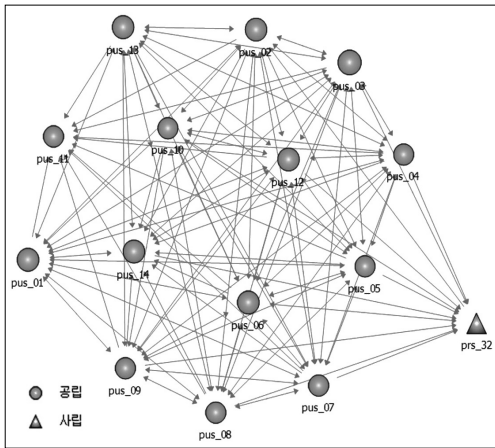 pus_13
pus_02
pus_03
pus_11
pus_10
pus_12
pus_04
pus_01
pus_14
pus_05
pus_06
prs_32
pus_09
pus_07
pus_08
공립
사립